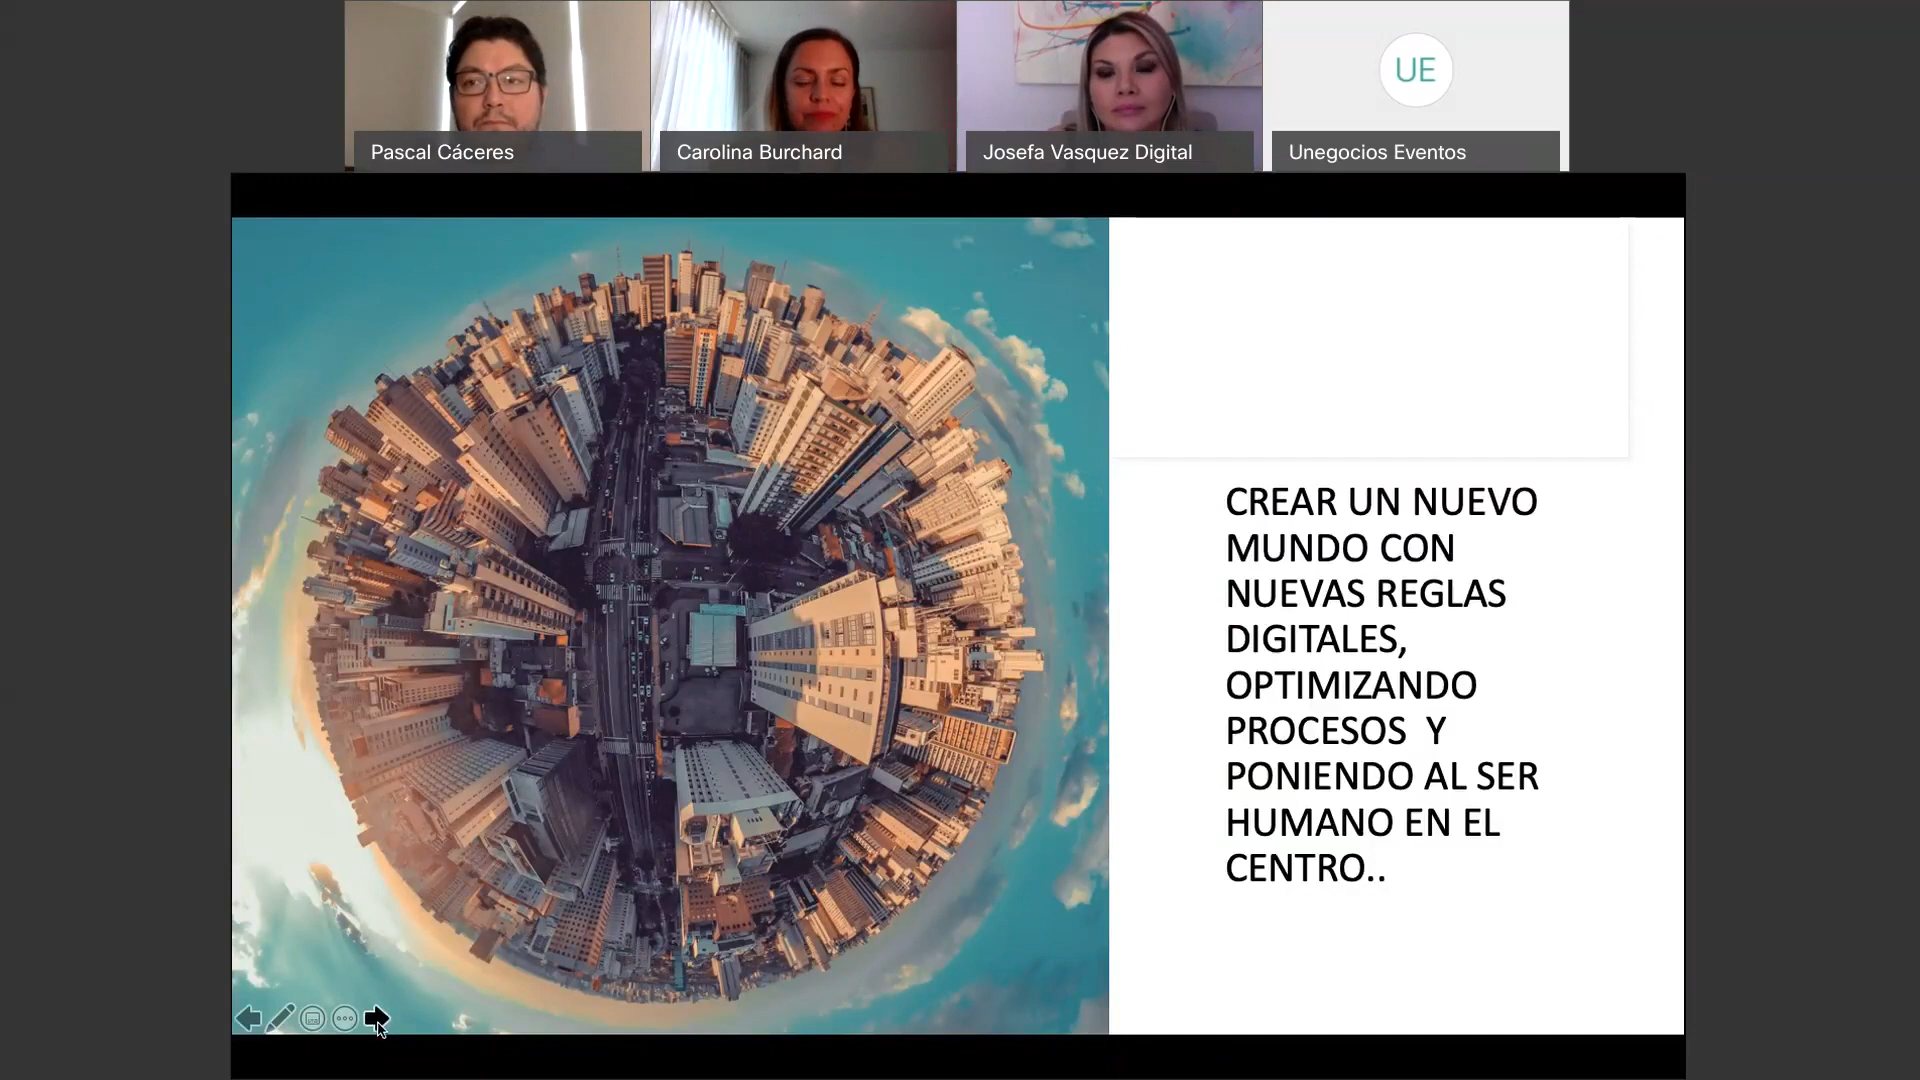 Pascal Cáceres
Carolina Burchard
Josefa Vasquez Digital
UE
Unegocios Eventos
CREAR UN NUEVO
MUNDO CON
NUEVAS REGLAS
DIGITALES,
OPTIMIZANDO
PROCESOS  Y
PONIENDO AL SER
HUMANO EN EL
CENTRO..